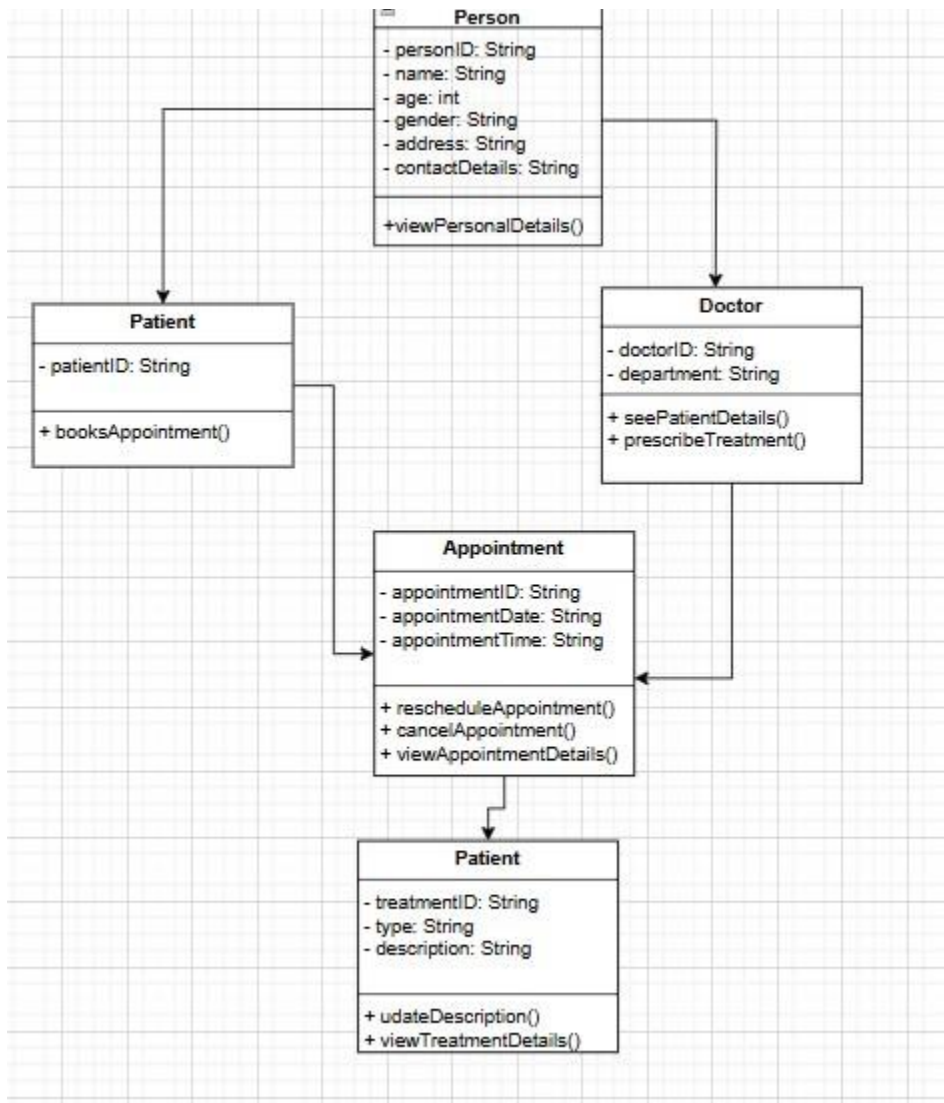 Person
- personID: String
- name: String
- age: int
- gender: String
- address: String
- contactDetails: String
+viewPersonalDetails()
Patient
- patientID: String
+ booksAppointment()
Doctor
- doctorID: String
- department: String
+ seePatientDetails()
+ prescribeTreatment()
Appointment
- appointmentID: String
- appointmentDate: String
- appointmentTime: String
+ rescheduleAppointment()
+ cancelAppointment()
+ viewAppointmentDetails()
Patient
- treatmentID: String
- type: String
- description: String
+ udateDescription()
+ viewTreatmentDetails()